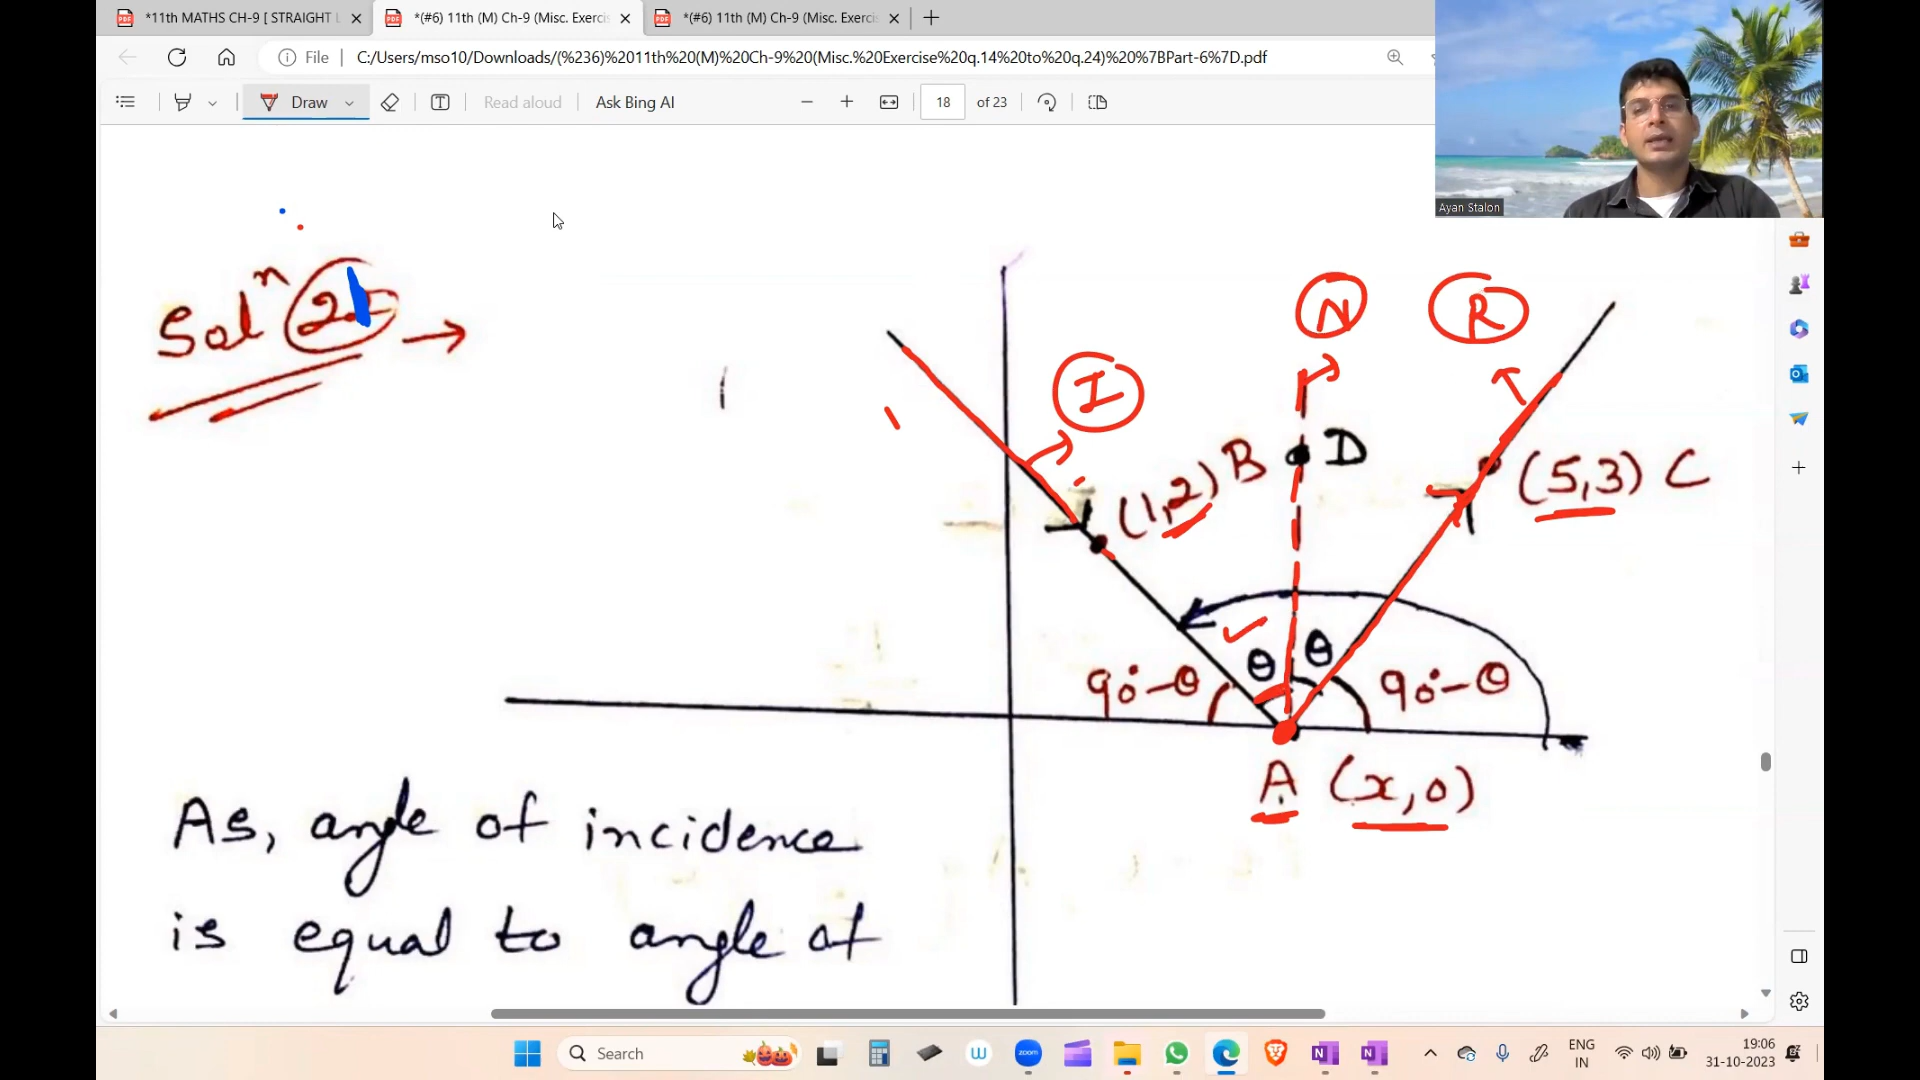 *11th MATHS CH-9 [ STRAIGHT L
*(#6) 11th (M) Ch-9 (Misc. Exercis
*(#6) 11th (M) Ch-9 (Misc. Exercis
File
C:/Users/mso10/Downloads/(%236)%2011th%20(M)%20Ch-9%20(Misc.%20Exercise%20q.14%20to%20q.24)%20%7BPart-6%7D.pdf
Draw
Read aloud
Ask Bing AI
18 of 23
Ayan Stalon
Solⁿ →
N
R
I
D
(1,2) B
(5,3) C
θ θ
90°-θ
90°-θ
A (x,0)
As, angle of incidence
is equal to angle of
Search
zoom
ENG
IN
19:06
31-10-2023